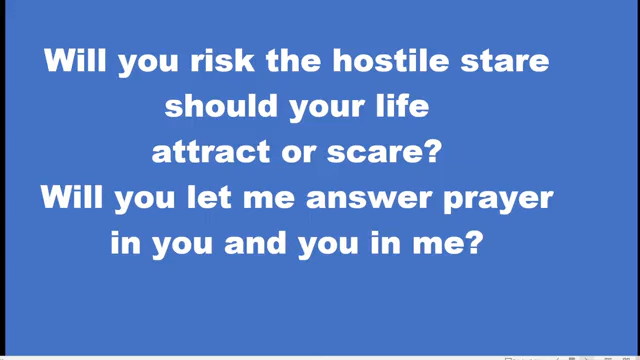 Will you risk the hostile stare
should your life
attract or scare?
Will you let me answer prayer
in you and you in me?